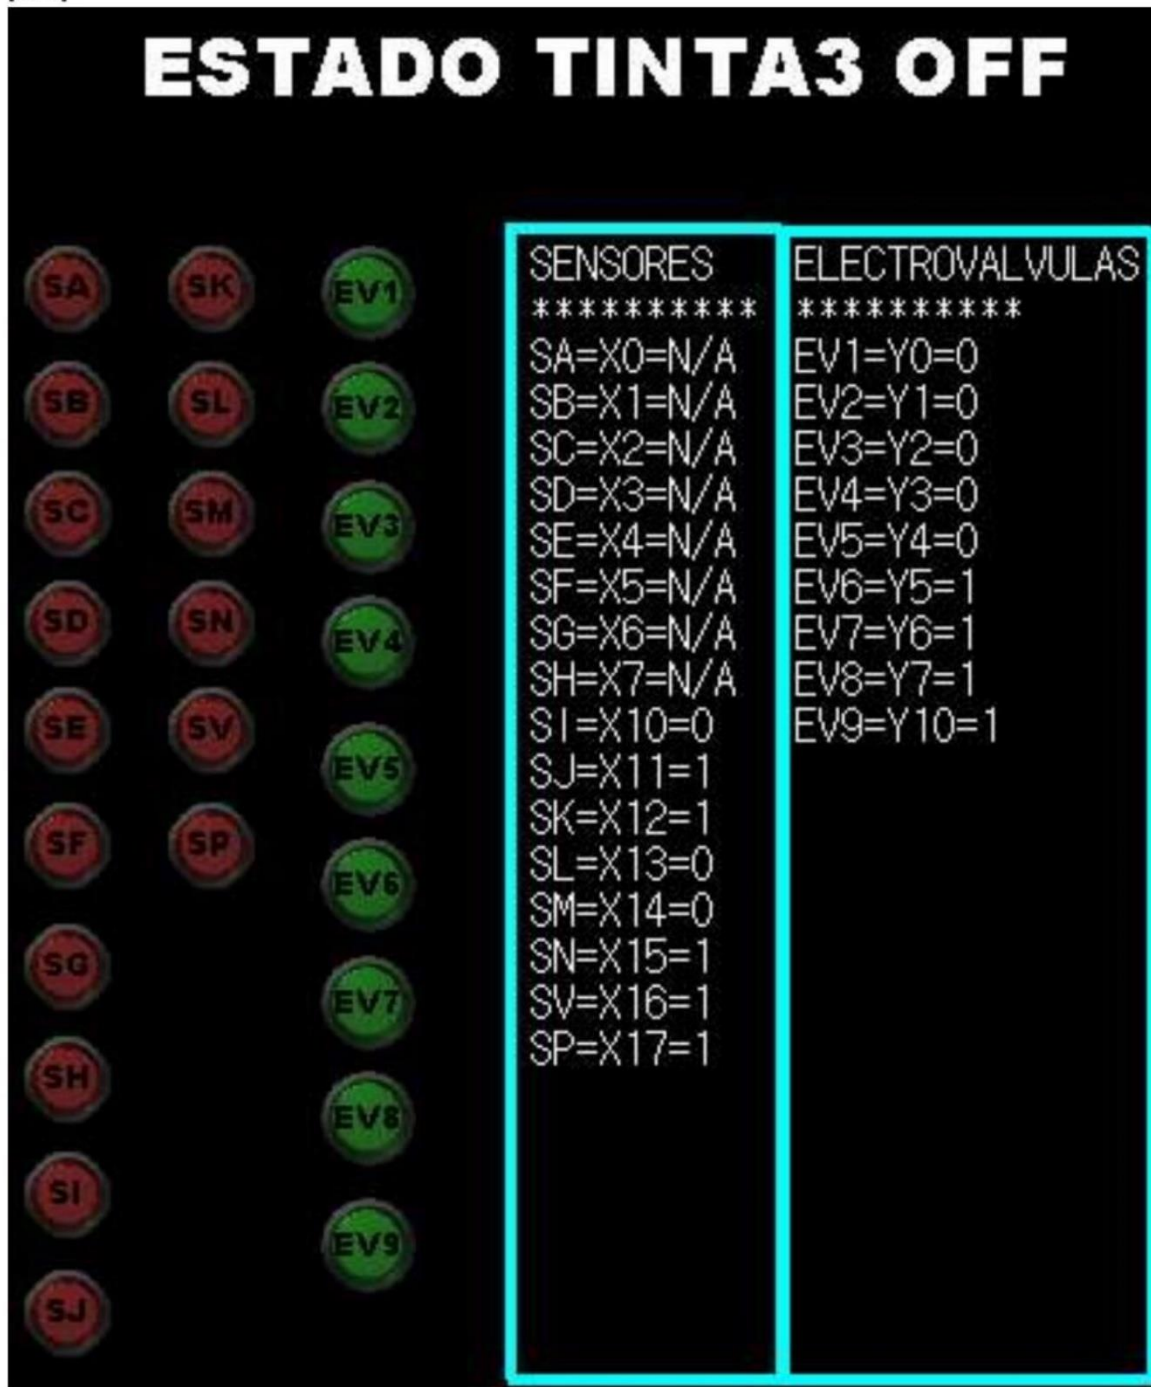 ESTADO TINTA3 OFF
SA
SB
SC
SD
SE
SF
SG
SH
SI
SJ
SK
SL
SM
SN
SV
SP
EV1
EV2
EV3
EV4
EV5
EV6
EV7
EV8
EV9
SENSORES
**********
SA=X0=N/A
SB=X1=N/A
SC=X2=N/A
SD=X3=N/A
SE=X4=N/A
SF=X5=N/A
SG=X6=N/A
SH=X7=N/A
SI=X10=0
SJ=X11=1
SK=X12=1
SL=X13=0
SM=X14=0
SN=X15=1
SV=X16=1
SP=X17=1
ELECTROVALVULAS
**********
EV1=Y0=0
EV2=Y1=0
EV3=Y2=0
EV4=Y3=0
EV5=Y4=0
EV6=Y5=1
EV7=Y6=1
EV8=Y7=1
EV9=Y10=1